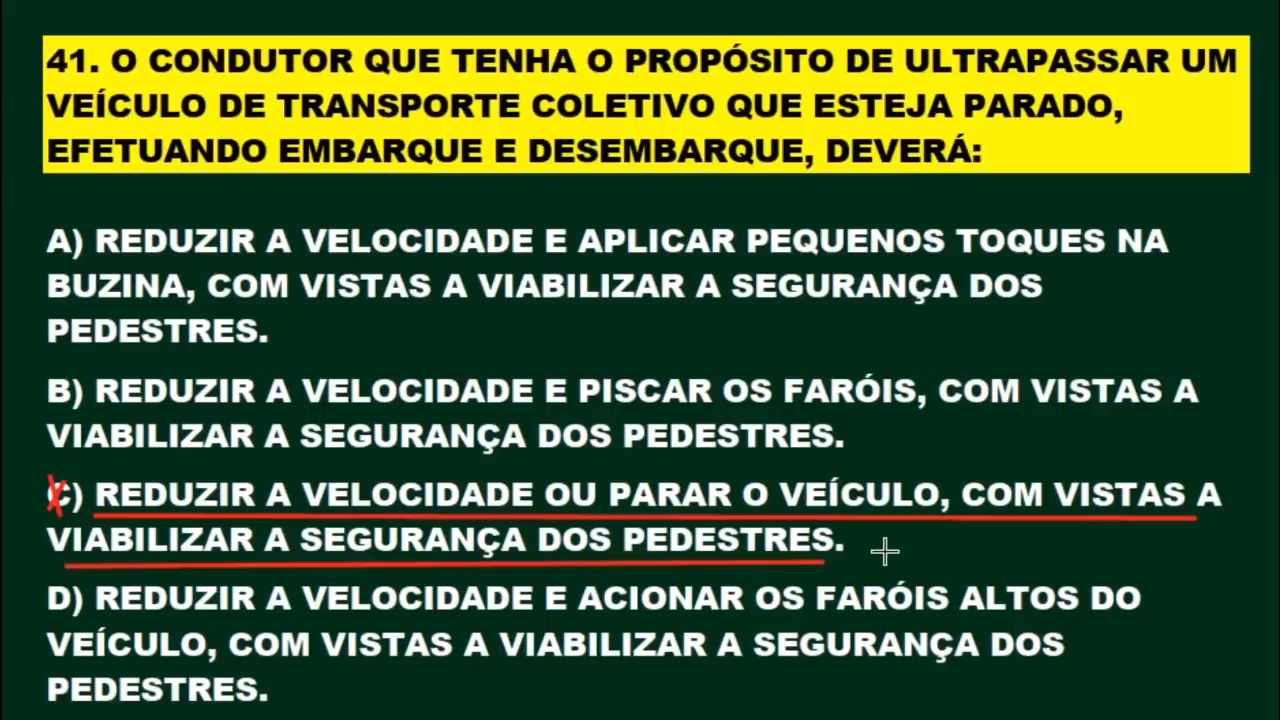 41. O CONDUTOR QUE TENHA O PROPÓSITO DE ULTRAPASSAR UM
VEÍCULO DE TRANSPORTE COLETIVO QUE ESTEJA PARADO,
EFETUANDO EMBARQUE E DESEMBARQUE, DEVERÁ:
A) REDUZIR A VELOCIDADE E APLICAR PEQUENOS TOQUES NA
BUZINA, COM VISTAS A VIABILIZAR A SEGURANÇA DOS
PEDESTRES.
B) REDUZIR A VELOCIDADE E PISCAR OS FARÓIS, COM VISTAS A
VIABILIZAR A SEGURANÇA DOS PEDESTRES.
C) REDUZIR A VELOCIDADE OU PARAR O VEÍCULO, COM VISTAS A
VIABILIZAR A SEGURANÇA DOS PEDESTRES.
D) REDUZIR A VELOCIDADE E ACIONAR OS FARÓIS ALTOS DO
VEÍCULO, COM VISTAS A VIABILIZAR A SEGURANÇA DOS
PEDESTRES.